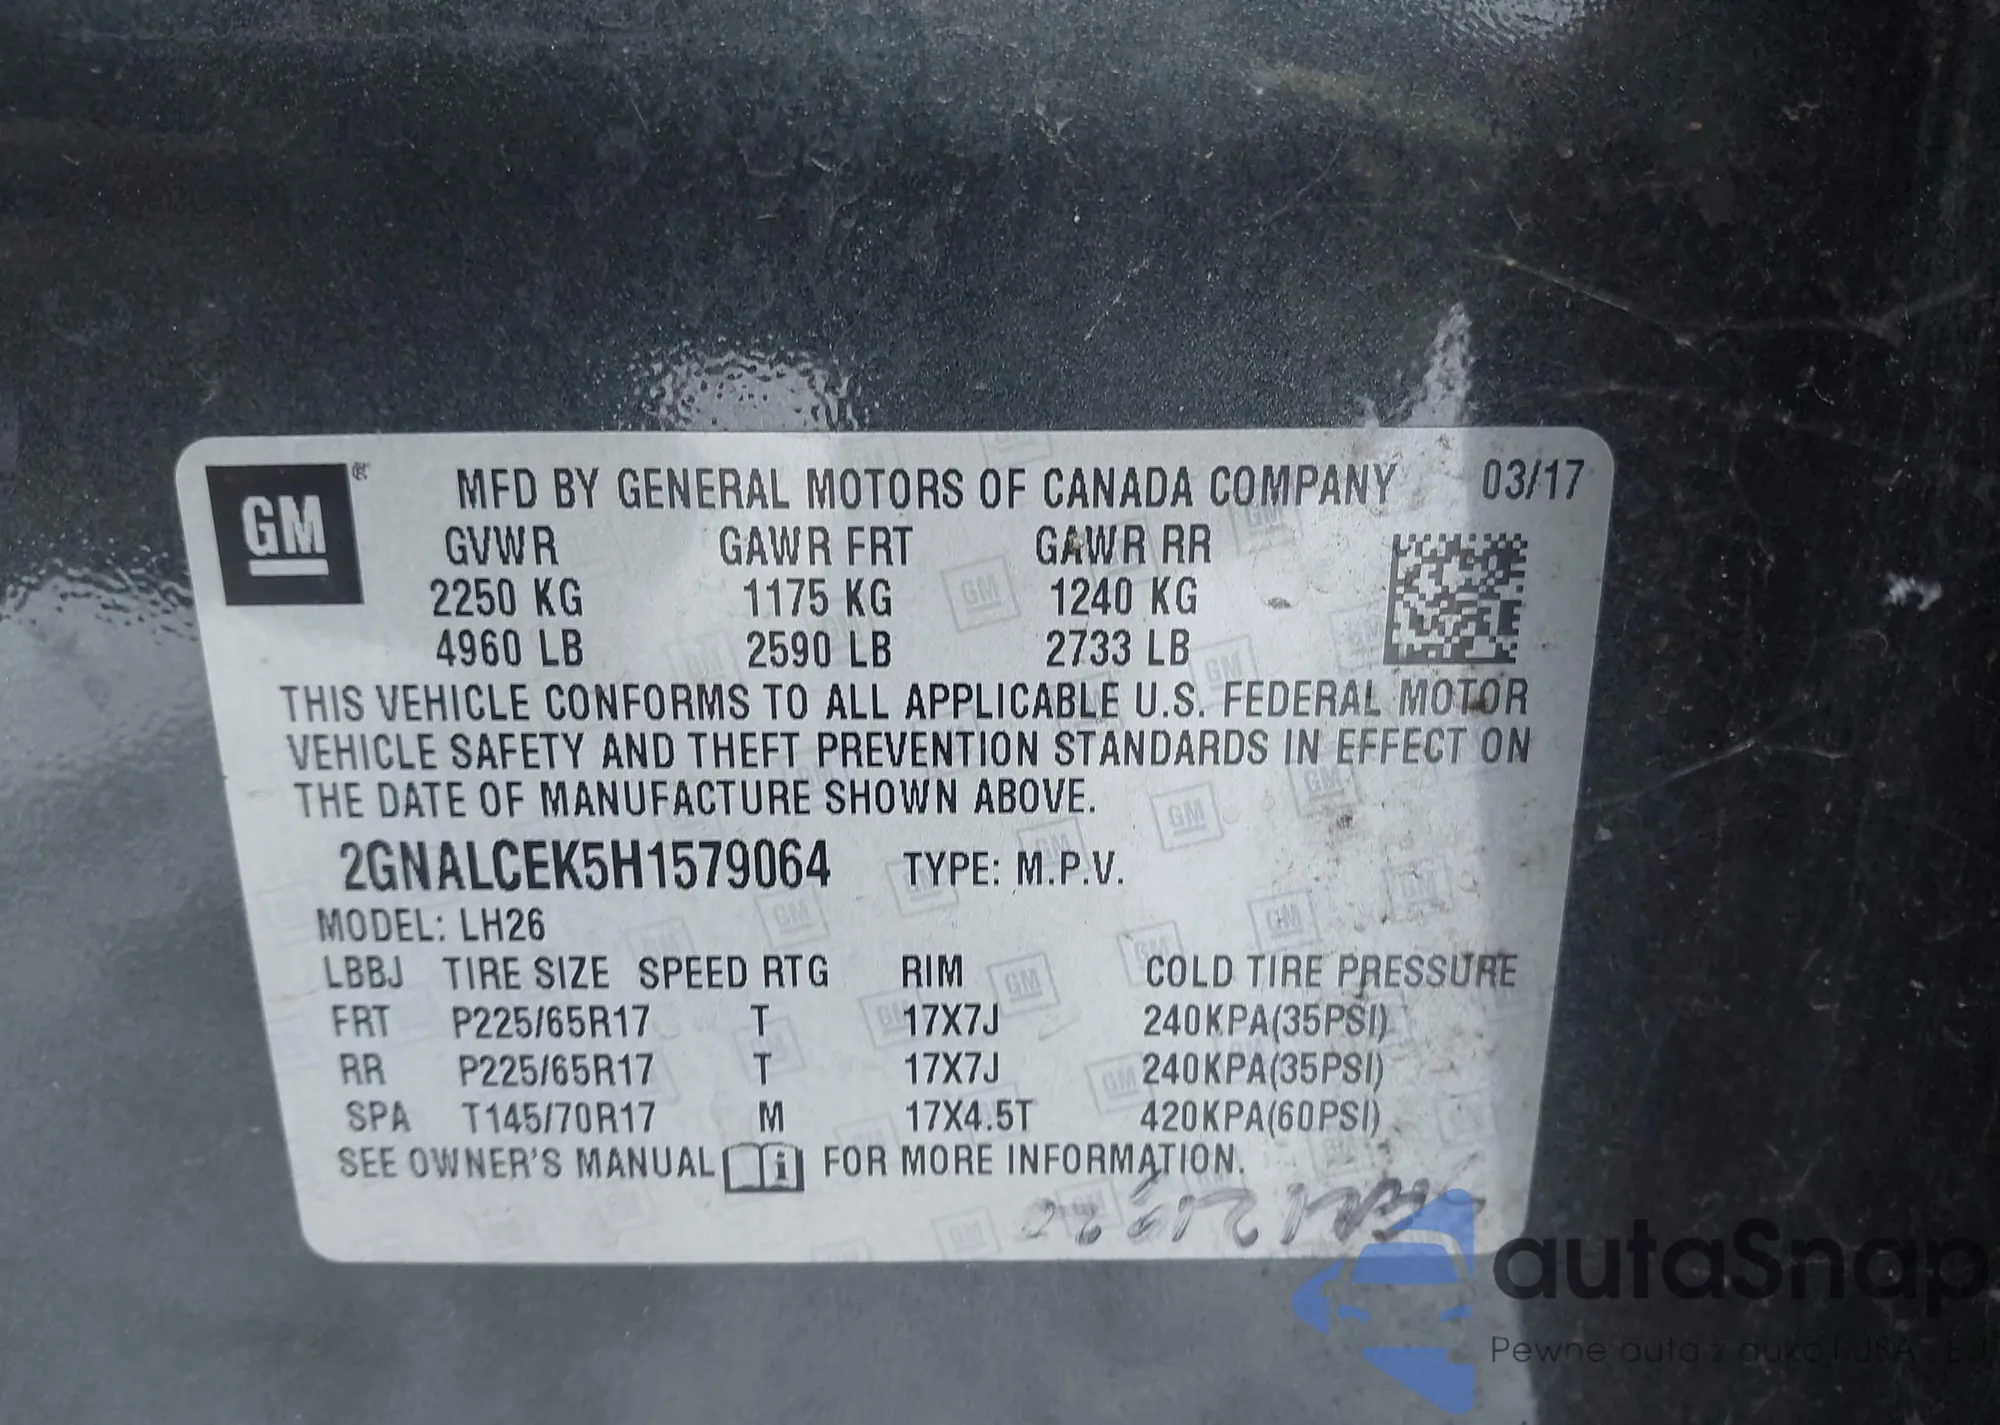 GM
MFD BY GENERAL MOTORS OF CANADA COMPANY 03/17
GVWR GAWR FRT GAWR RR
2250 KG 1175 KG 1240 KG
4960 LB 2590 LB 2733 LB
THIS VEHICLE CONFORMS TO ALL APPLICABLE U.S. FEDERAL MOTOR
VEHICLE SAFETY AND THEFT PREVENTION STANDARDS IN EFFECT ON
THE DATE OF MANUFACTURE SHOWN ABOVE.
2GNALCEK5H1579064 TYPE: M.P.V.
MODEL: LH26
LBBJ TIRE SIZE SPEED RTG RIM COLD TIRE PRESSURE
FRT P225/65R17 T 17X7J 240KPA(35PSI)
RR P225/65R17 T 17X7J 240KPA(35PSI)
SPA T145/70R17 M 17X4.5T 420KPA(60PSI)
SEE OWNER'S MANUAL i FOR MORE INFORMATION.
autaSnap
Pewne auta z